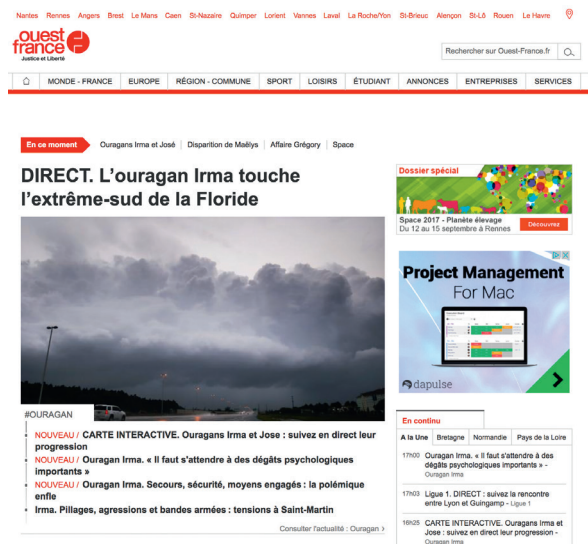 Nantes Rennes Angers Brest Le Mans Caen St-Nazaire Quimper Lorient Vannes Laval La Roche/Yon St-Brieuc Alençon St-Lô Rouen Le Havre
ouest
france
Justice et Liberté
Rechercher sur Ouest-France.fr
MONDE - FRANCE EUROPE RÉGION - COMMUNE SPORT LOISIRS ÉTUDIANT ANNONCES ENTREPRISES SERVICES
En ce moment Ouragans Irma et José Disparition de Maëlys Affaire Grégory Space
DIRECT. L'ouragan Irma touche
l'extrême-sud de la Floride
#OURAGAN
NOUVEAU / CARTE INTERACTIVE. Ouragans Irma et Jose : suivez en direct leur
progression
NOUVEAU / Ouragan Irma. « Il faut s'attendre à des dégâts psychologiques
importants »
NOUVEAU / Ouragan Irma. Secours, sécurité, moyens engagés : la polémique
enfle
Irma. Pillages, agressions et bandes armées : tensions à Saint-Martin
Consulter l'actualité : Ouragan >
Dossier spécial
Space 2017 - Planète élevage
Du 12 au 15 septembre à Rennes
Découvrez
Project Management
For Mac
dapulse
En continu
A la Une Bretagne Normandie Pays de la Loire
17h00 Ouragan Irma. « Il faut s'attendre à des
dégâts psychologiques importants » -
Ouragan Irma
17h03 Ligue 1. DIRECT : suivez la rencontre
entre Lyon et Guingamp - Ligue 1
16h25 CARTE INTERACTIVE. Ouragans Irma et
Jose : suivez en direct leur progression -
Ouragan Irma